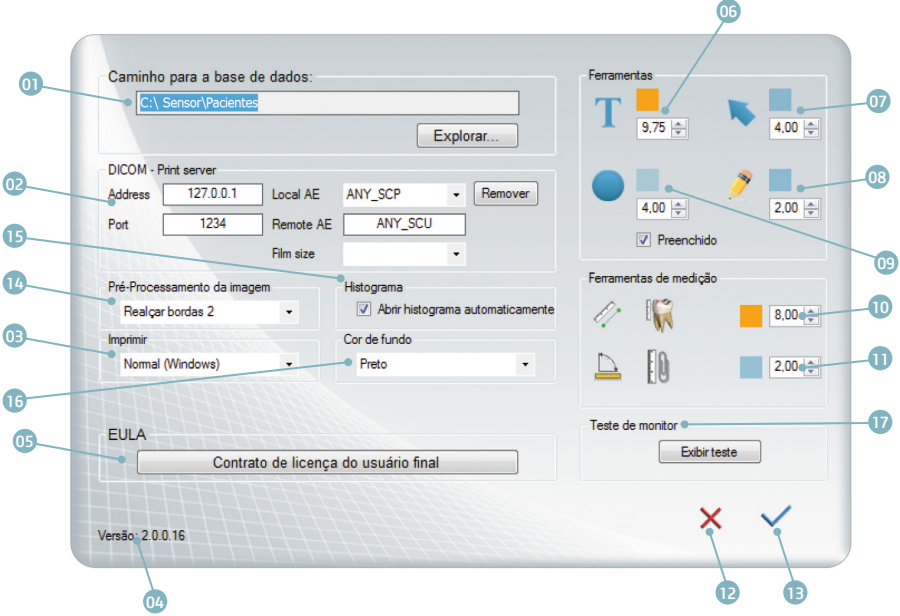 06
Caminho para a base de dados:
01
C:\ Sensor\Pacientes
Explorar...
DICOM - Print server
02
Address
127.0.0.1
Local AE
ANY_SCP
Remover
Port
1234
Remote AE
ANY_SCU
15
Film size
Pré-Processamento da imagem
14
Realçar bordas 2
Histograma
Abrir histograma automaticamente
Imprimir
03
Normal (Windows)
Cor de fundo
Preto
16
EULA
05
Contrato de licença do usuário final
Versão: 2.0.0.16
04
Ferramentas
T
9,75
4,00
07
4,00
2,00
08
Preenchido
09
Ferramentas de medição
8,00
10
2,00
11
Teste de monitor
17
Exibir teste
12
13